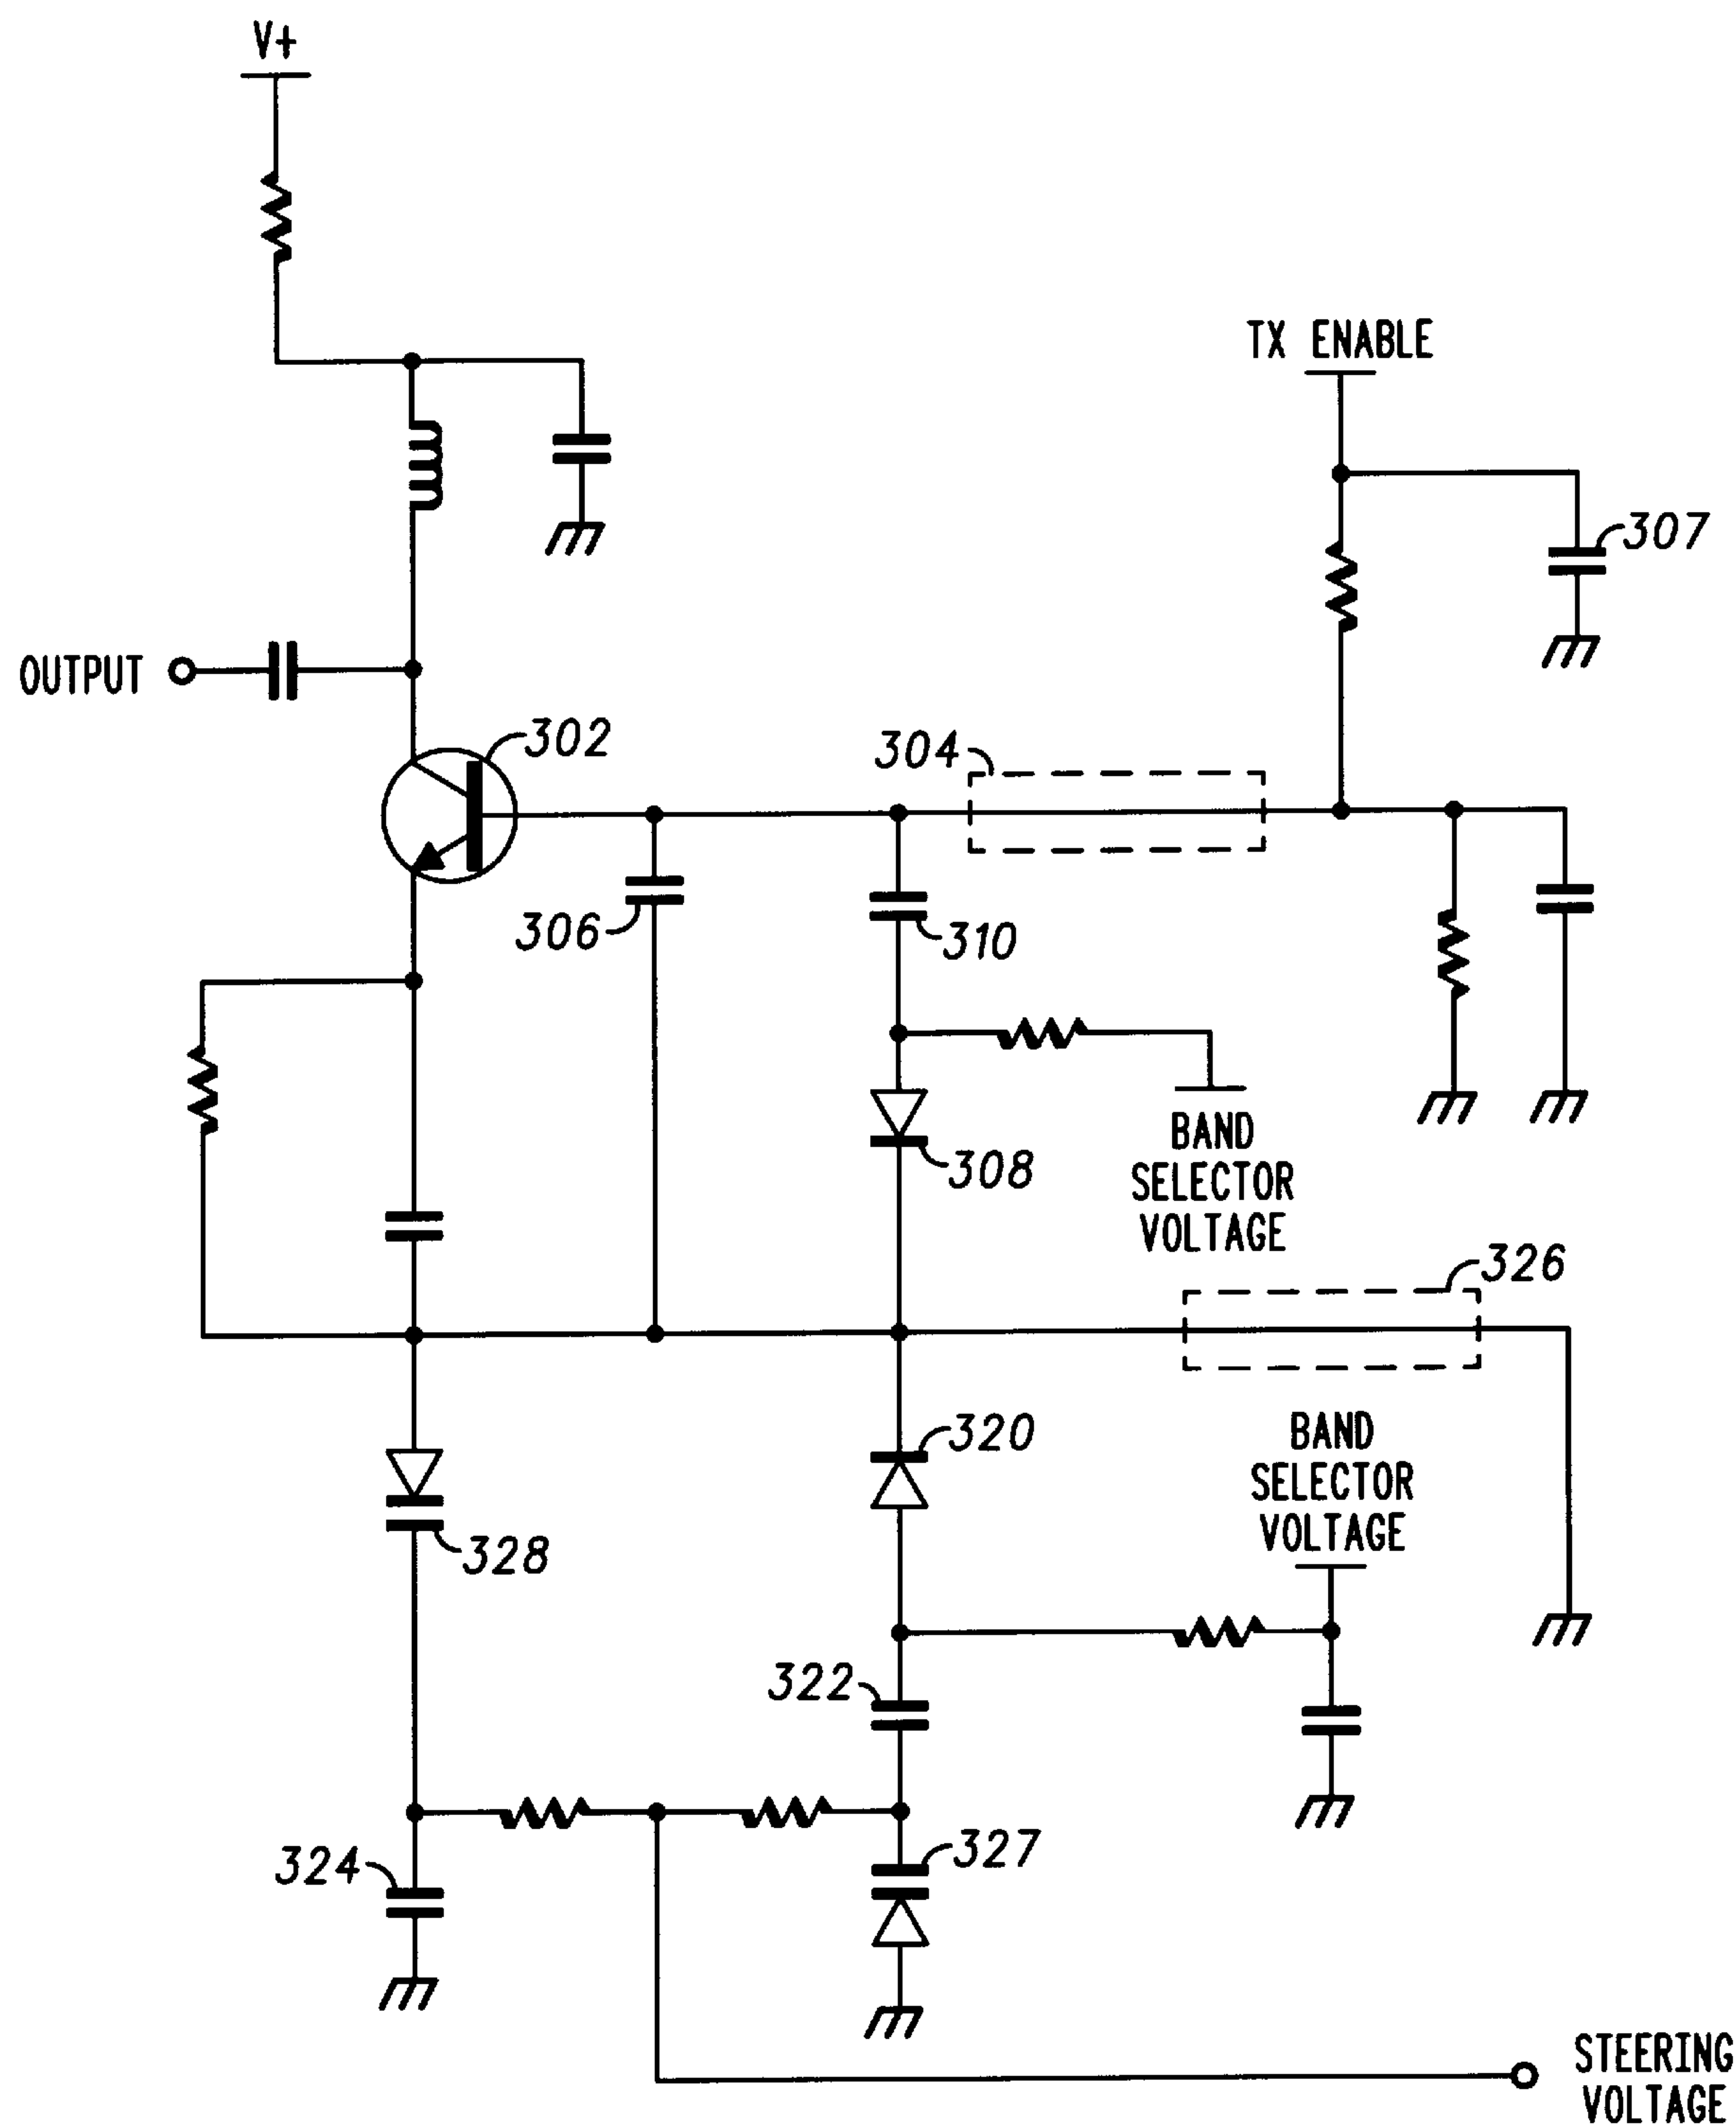 V+
TX ENABLE
307
OUTPUT
302
304
306
310
BAND
SELECTOR
VOLTAGE
308
326
320
BAND
SELECTOR
VOLTAGE
328
322
324
327
STEERING
VOLTAGE